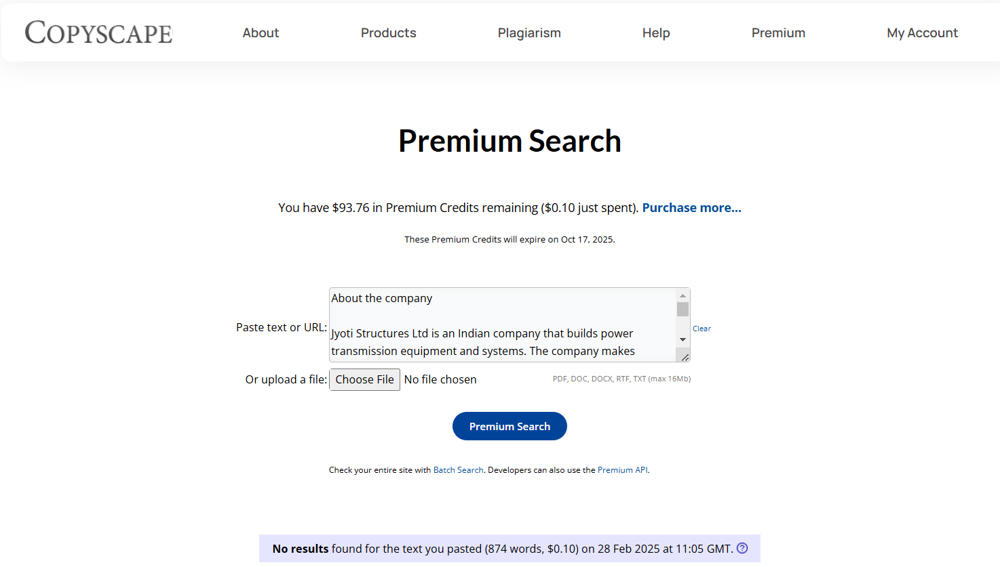 COPYSCAPE About Products Plagiarism Help Premium My Account
Premium Search
You have $93.76 in Premium Credits remaining ($0.10 just spent). Purchase more...
These Premium Credits will expire on Oct 17, 2025.
About the company
Paste text or URL:
Jyoti Structures Ltd is an Indian company that builds power
transmission equipment and systems. The company makes
Clear
Or upload a file: Choose File No file chosen PDF, DOC, DOCX, RTF, TXT (max 16Mb)
Premium Search
Check your entire site with Batch Search. Developers can also use the Premium API.
No results found for the text you pasted (874 words, $0.10) on 28 Feb 2025 at 11:05 GMT. ?